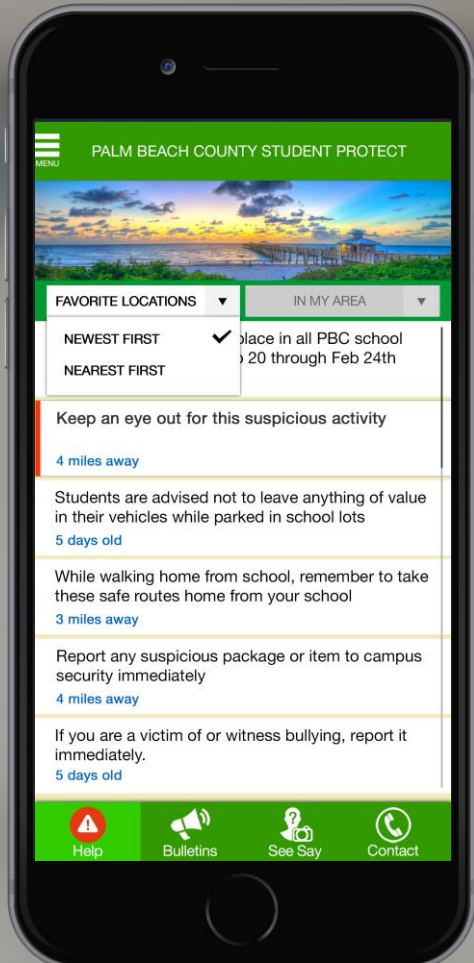 MENU
PALM BEACH COUNTY STUDENT PROTECT
FAVORITE LOCATIONS
IN MY AREA
NEWEST FIRST
NEAREST FIRST
place in all PBC school
20 through Feb 24th
Keep an eye out for this suspicious activity
4 miles away
Students are advised not to leave anything of value
in their vehicles while parked in school lots
5 days old
While walking home from school, remember to take
these safe routes home from your school
3 miles away
Report any suspicious package or item to campus
security immediately
4 miles away
If you are a victim of or witness bullying, report it
immediately.
5 days old
Help
Bulletins
See Say
Contact